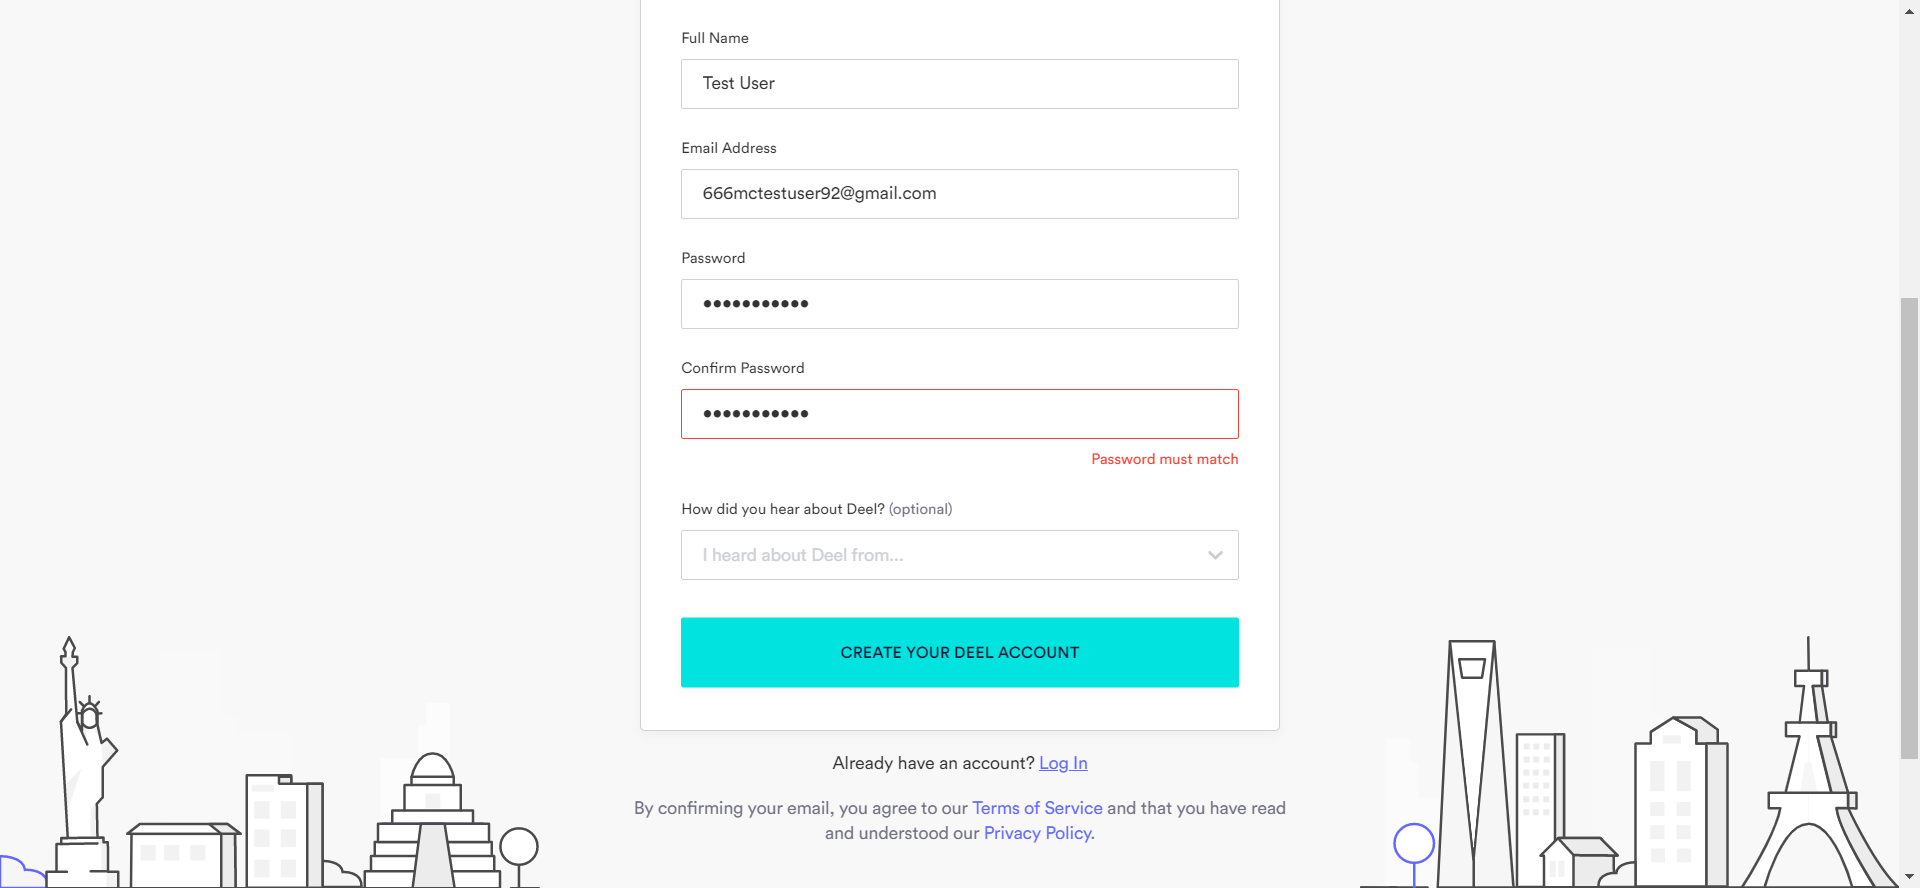 Full Name
Test User
Email Address
666mctestuser92@gmail.com
Password
•••••••••••
Confirm Password
•••••••••••
Password must match
How did you hear about Deel? (optional)
I heard about Deel from...
CREATE YOUR DEEL ACCOUNT
Already have an account? Log In
By confirming your email, you agree to our Terms of Service and that you have read
and understood our Privacy Policy.